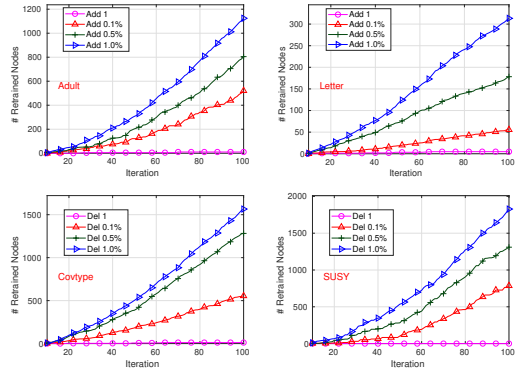 1200
1000
800
600
400
200
0
# Retrained Nodes
Add 1
Add 0.1%
Add 0.5%
Add 1.0%
Adult
20 40 60 80 100
Iteration
300
250
200
150
100
50
0
# Retrained Nodes
Add 1
Add 0.1%
Add 0.5%
Add 1.0%
Letter
20 40 60 80 100
Iteration
1500
1000
500
0
# Retrained Nodes
Del 1
Del 0.1%
Del 0.5%
Del 1.0%
Covtype
20 40 60 80 100
Iteration
2000
1500
1000
500
0
# Retrained Nodes
Del 1
Del 0.1%
Del 0.5%
Del 1.0%
SUSY
20 40 60 80 100
Iteration